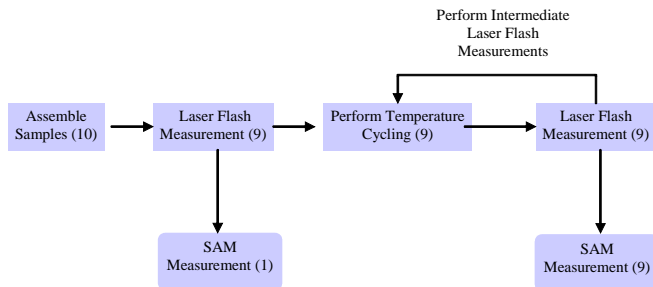 Perform Intermediate
Laser Flash
Measurements
Assemble
Samples (10)
Laser Flash
Measurement (9)
Perform Temperature
Cycling (9)
Laser Flash
Measurement (9)
SAM
Measurement (1)
SAM
Measurement (9)